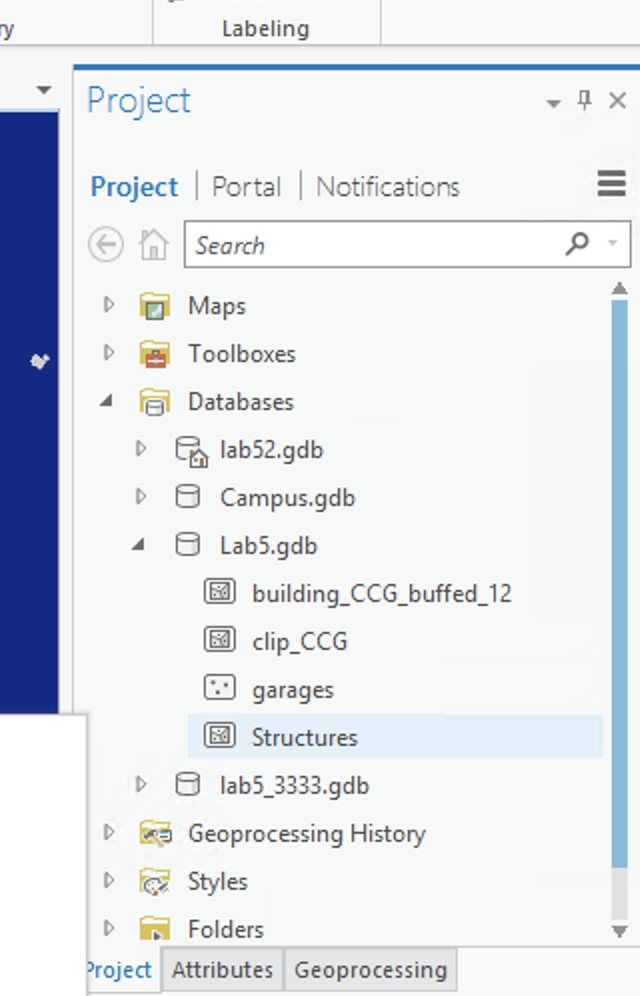 ry
Labeling
Project
Project | Portal | Notifications
Search
Maps
Toolboxes
Databases
lab52.gdb
Campus.gdb
Lab5.gdb
building_CCG_buffed_12
clip_CCG
garages
Structures
lab5_3333.gdb
Geoprocessing History
Styles
Folders
Project Attributes Geoprocessing